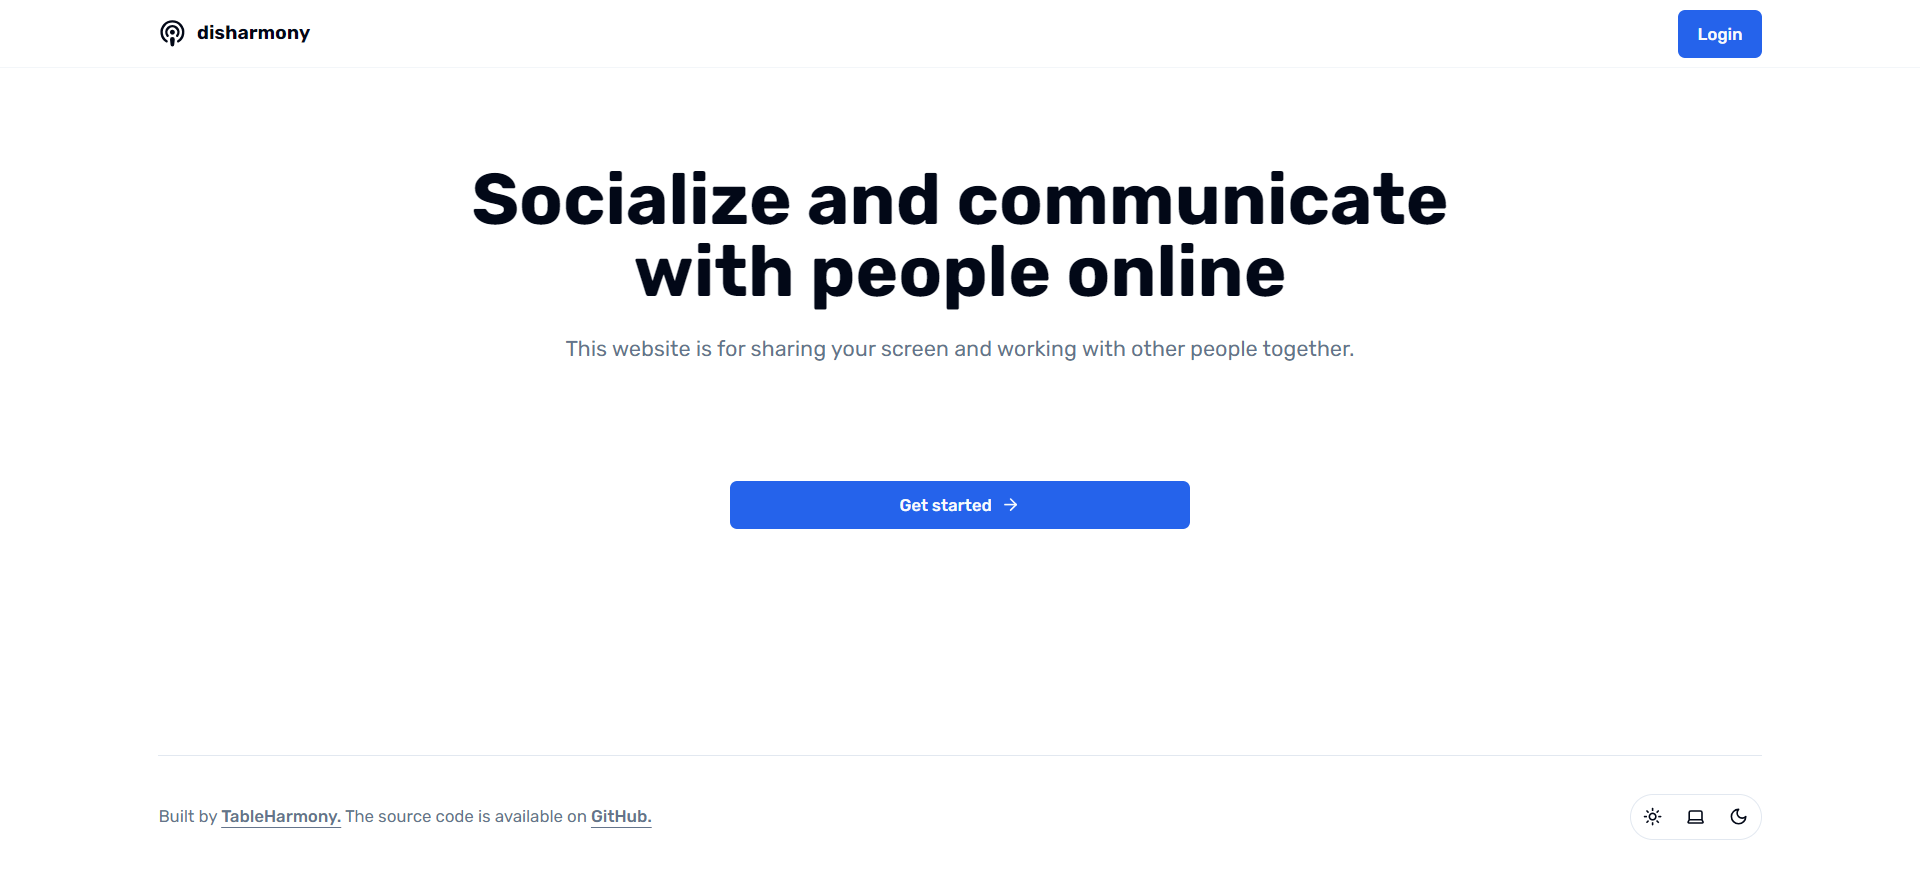 disharmony
Login
Socialize and communicate
with people online
This website is for sharing your screen and working with other people together.
Get started
Built by TableHarmony. The source code is available on GitHub.